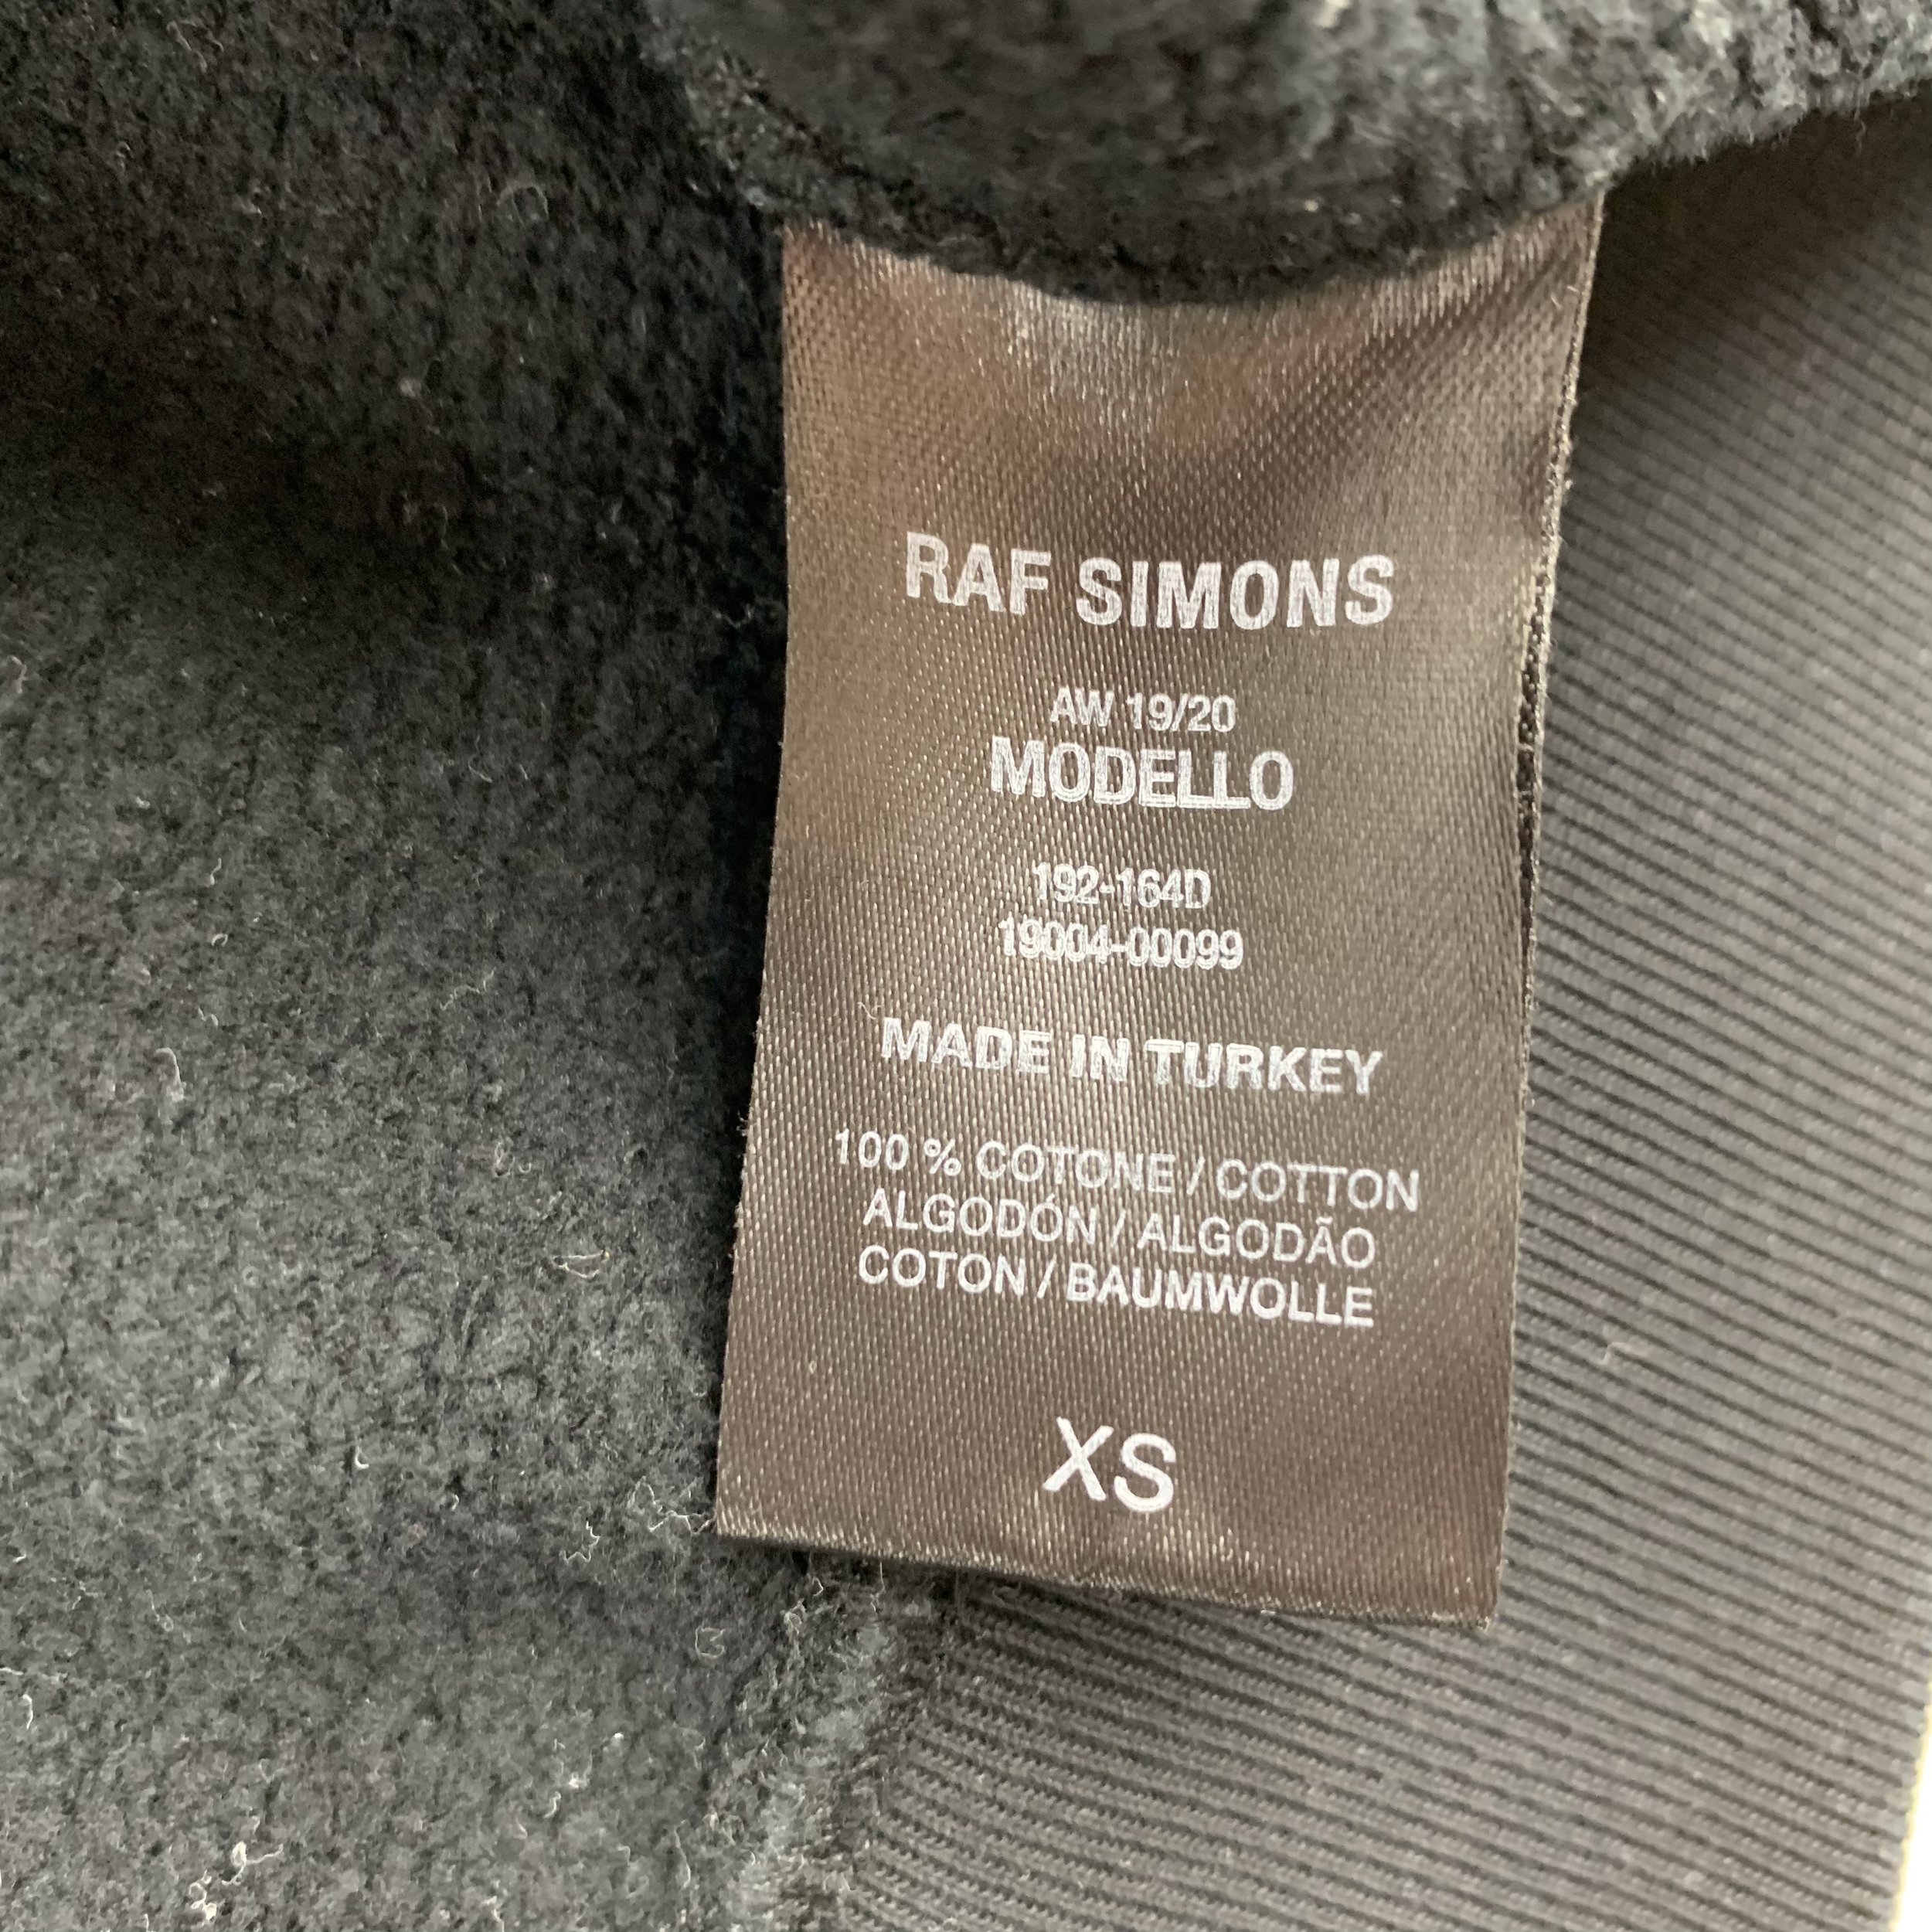 RAF SIMONS
AW 19/20
MODELLO
192-164D
19004-00099
MADE IN TURKEY
100 % COTONE / COTTON
ALGODÓN / ALGODÃO
COTON / BAUMWOLLE
XS